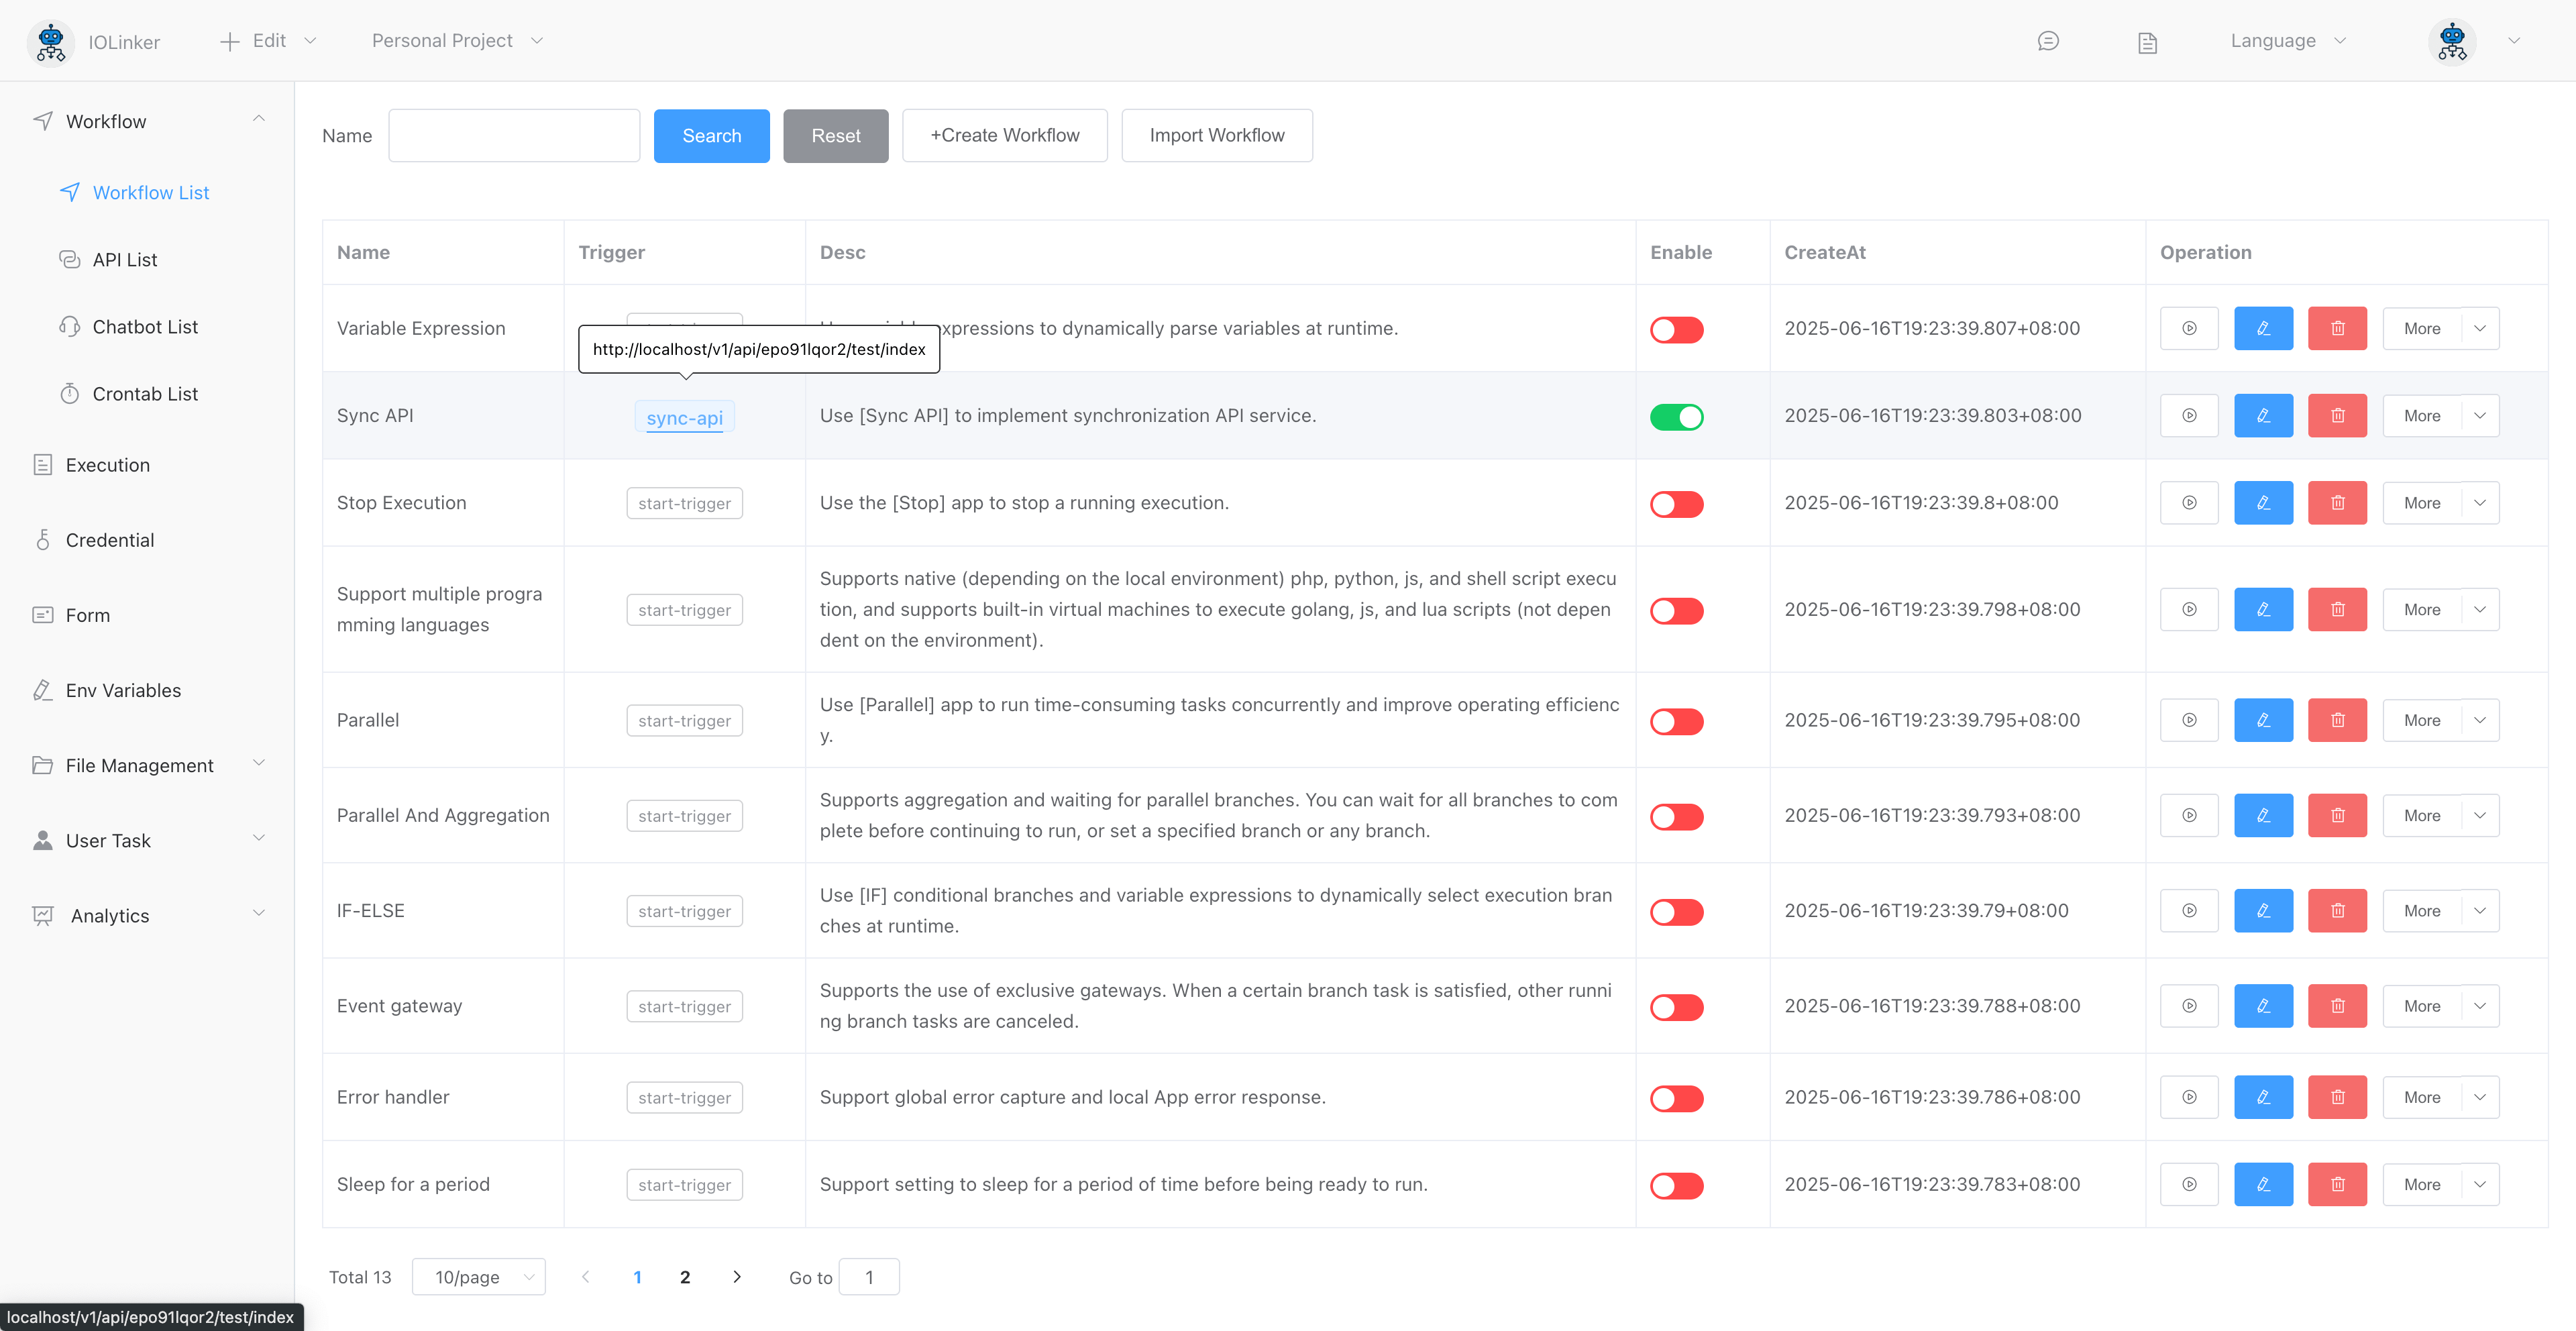 IOLinker
Edit
Personal Project
Language
Workflow
Workflow List
API List
Chatbot List
Crontab List
Execution
Credential
Form
Env Variables
File Management
User Task
Analytics
Name
Search
Reset
+Create Workflow
Import Workflow
Name Trigger Desc Enable CreateAt Operation
Variable Expression
expressions to dynamically parse variables at runtime.
2025-06-16T19:23:39.807+08:00
More
http://localhost/v1/api/epo91lqor2/test/index
Sync API
sync-api
Use [Sync API] to implement synchronization API service.
2025-06-16T19:23:39.803+08:00
More
Stop Execution
start-trigger
Use the [Stop] app to stop a running execution.
2025-06-16T19:23:39.8+08:00
More
Support multiple progra
mming languages
start-trigger
Supports native (depending on the local environment) php, python, js, and shell script execu
tion, and supports built-in virtual machines to execute golang, js, and lua scripts (not depen
dent on the environment).
2025-06-16T19:23:39.798+08:00
More
Parallel
start-trigger
Use [Parallel] app to run time-consuming tasks concurrently and improve operating efficienc
y.
2025-06-16T19:23:39.795+08:00
More
Parallel And Aggregation
start-trigger
Supports aggregation and waiting for parallel branches. You can wait for all branches to com
plete before continuing to run, or set a specified branch or any branch.
2025-06-16T19:23:39.793+08:00
More
IF-ELSE
start-trigger
Use [IF] conditional branches and variable expressions to dynamically select execution bran
ches at runtime.
2025-06-16T19:23:39.79+08:00
More
Event gateway
start-trigger
Supports the use of exclusive gateways. When a certain branch task is satisfied, other runni
ng branch tasks are canceled.
2025-06-16T19:23:39.788+08:00
More
Error handler
start-trigger
Support global error capture and local App error response.
2025-06-16T19:23:39.786+08:00
More
Sleep for a period
start-trigger
Support setting to sleep for a period of time before being ready to run.
2025-06-16T19:23:39.783+08:00
More
Total 13
10/page
1
2
Go to
1
localhost/v1/api/epo91lqor2/test/index